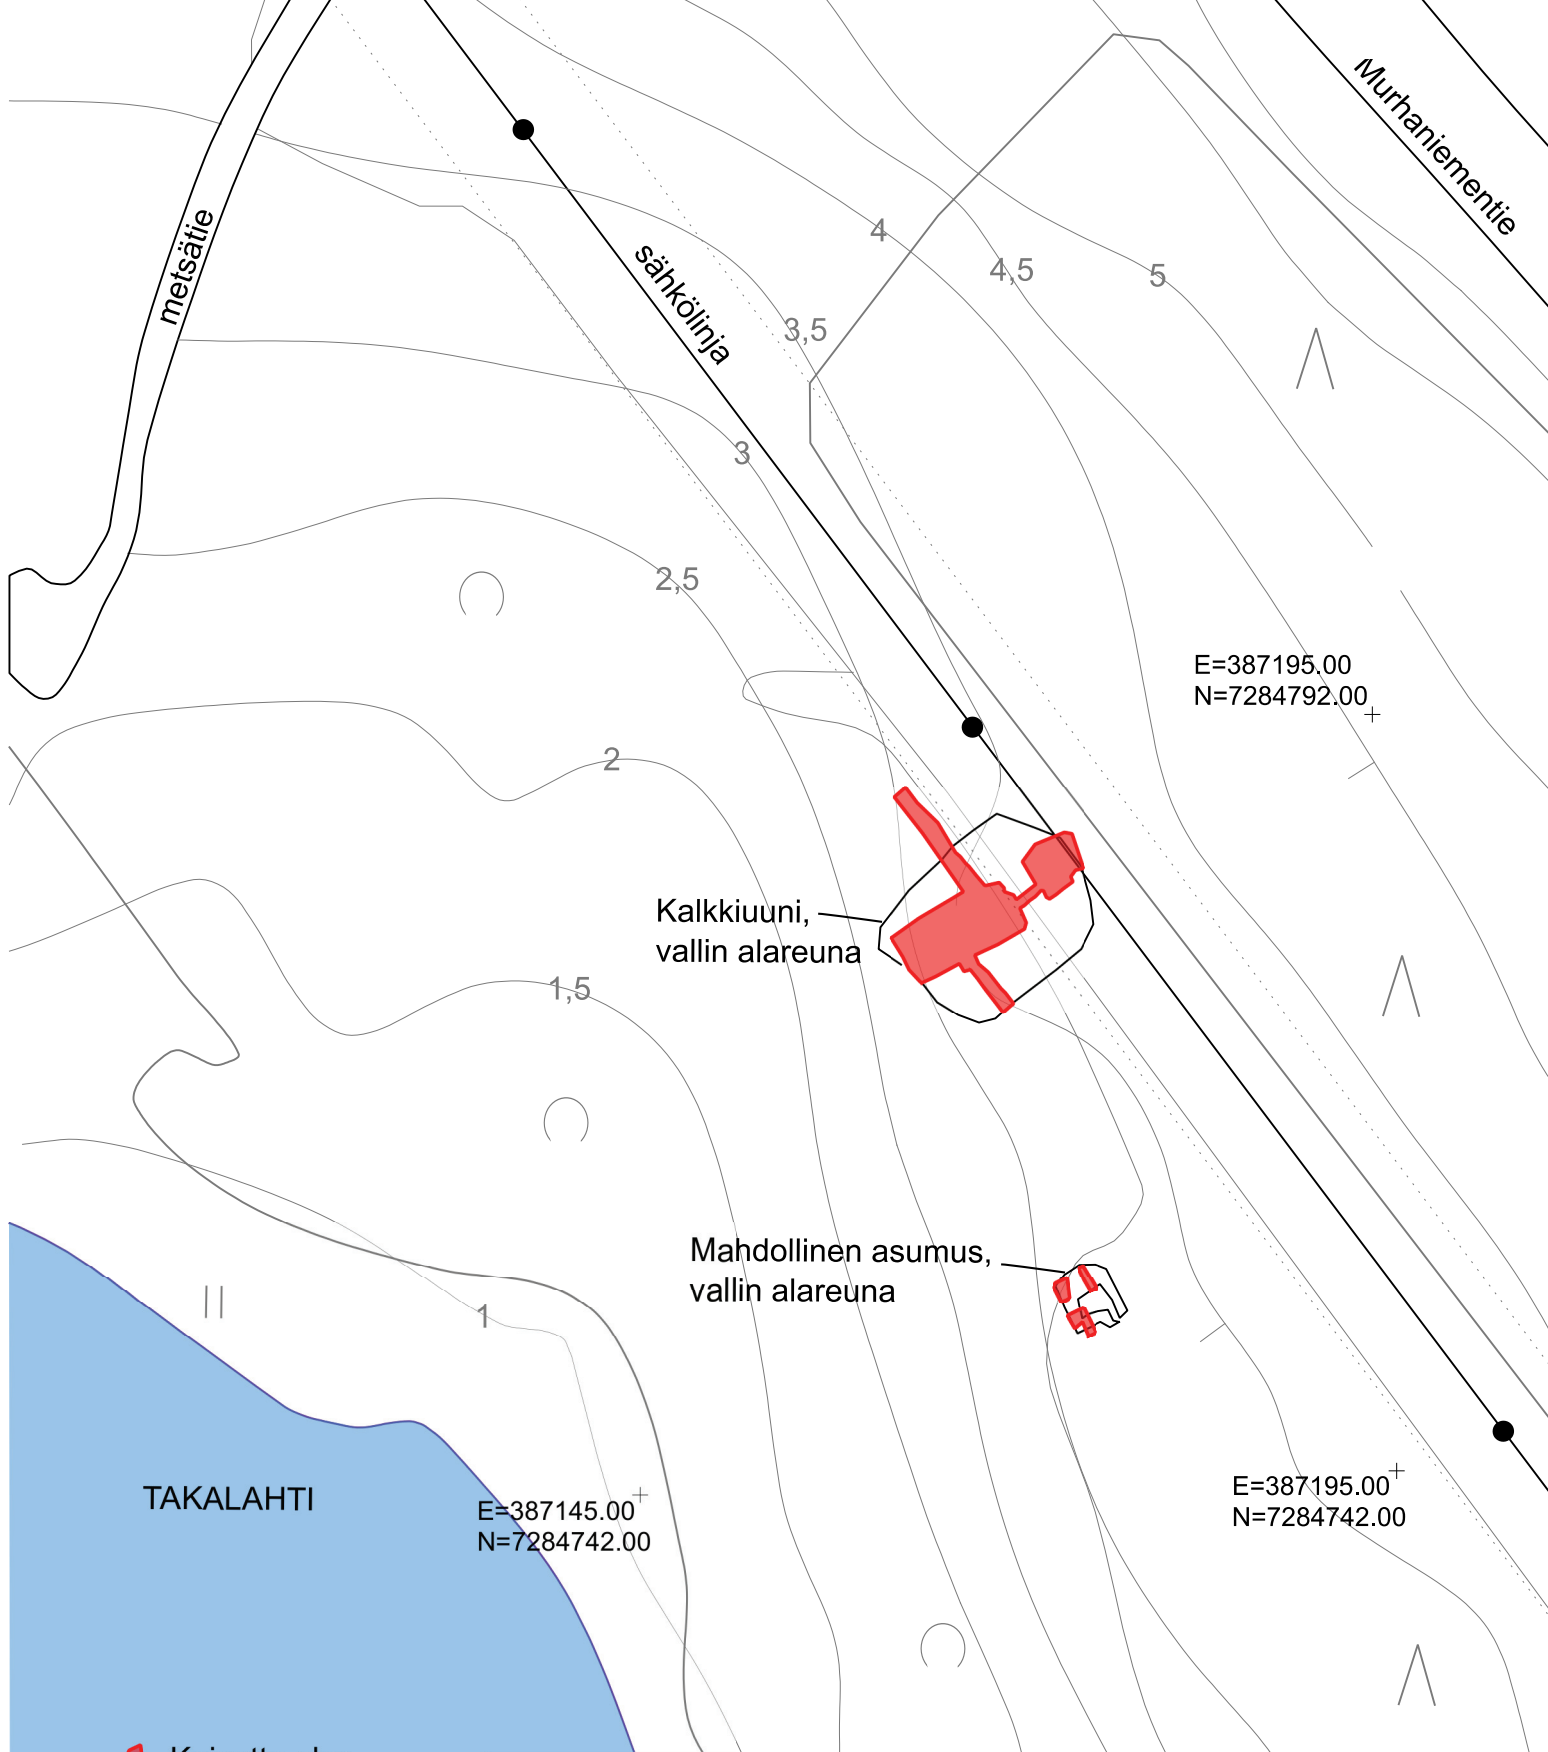 Murhaniementie
metsätie
sähkölinja
4
4,5
5
3,5
3
2,5
E=387195.00
N=7284792.00
2
Kalkkiuuni,
vallin alareuna
1,5
Mahdollinen asumus,
vallin alareuna
1
TAKALAHTI
E=387145.00
N=7284742.00
E=387195.00
N=7284742.00